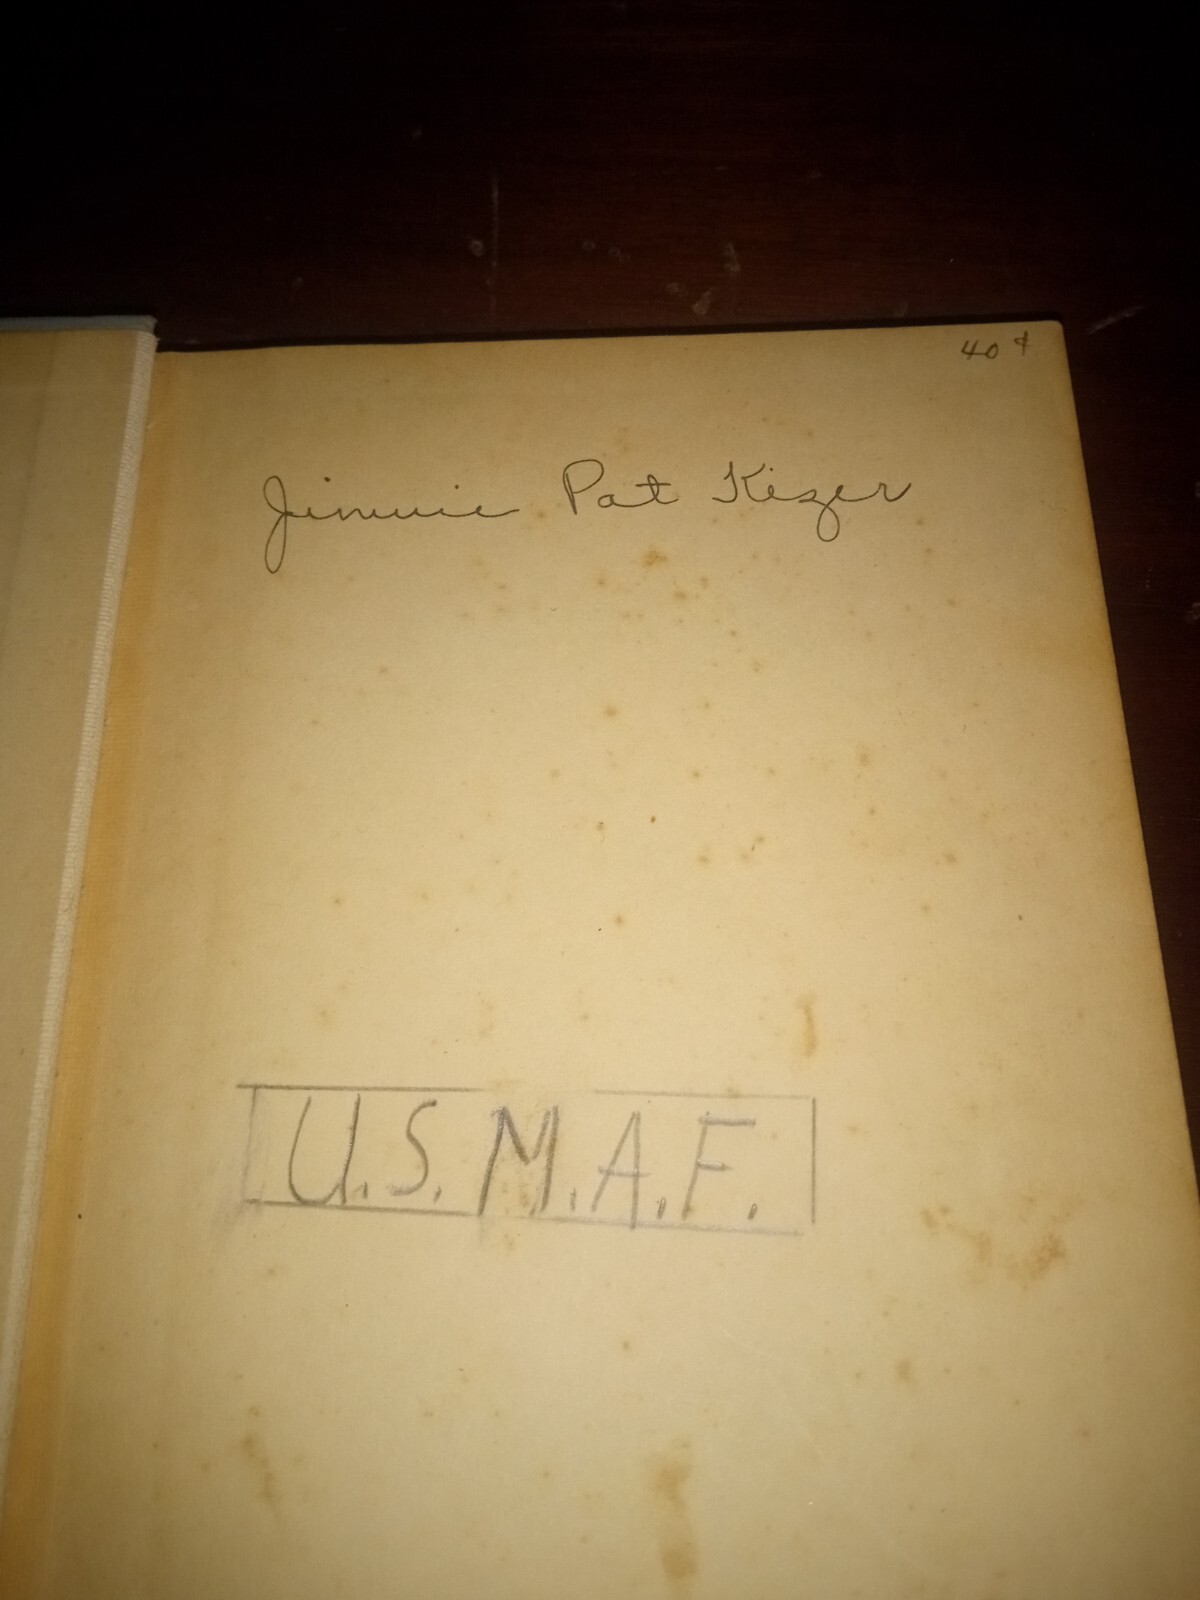 40¢
Jimmie Pat Kizer
U.S.M.A.F.